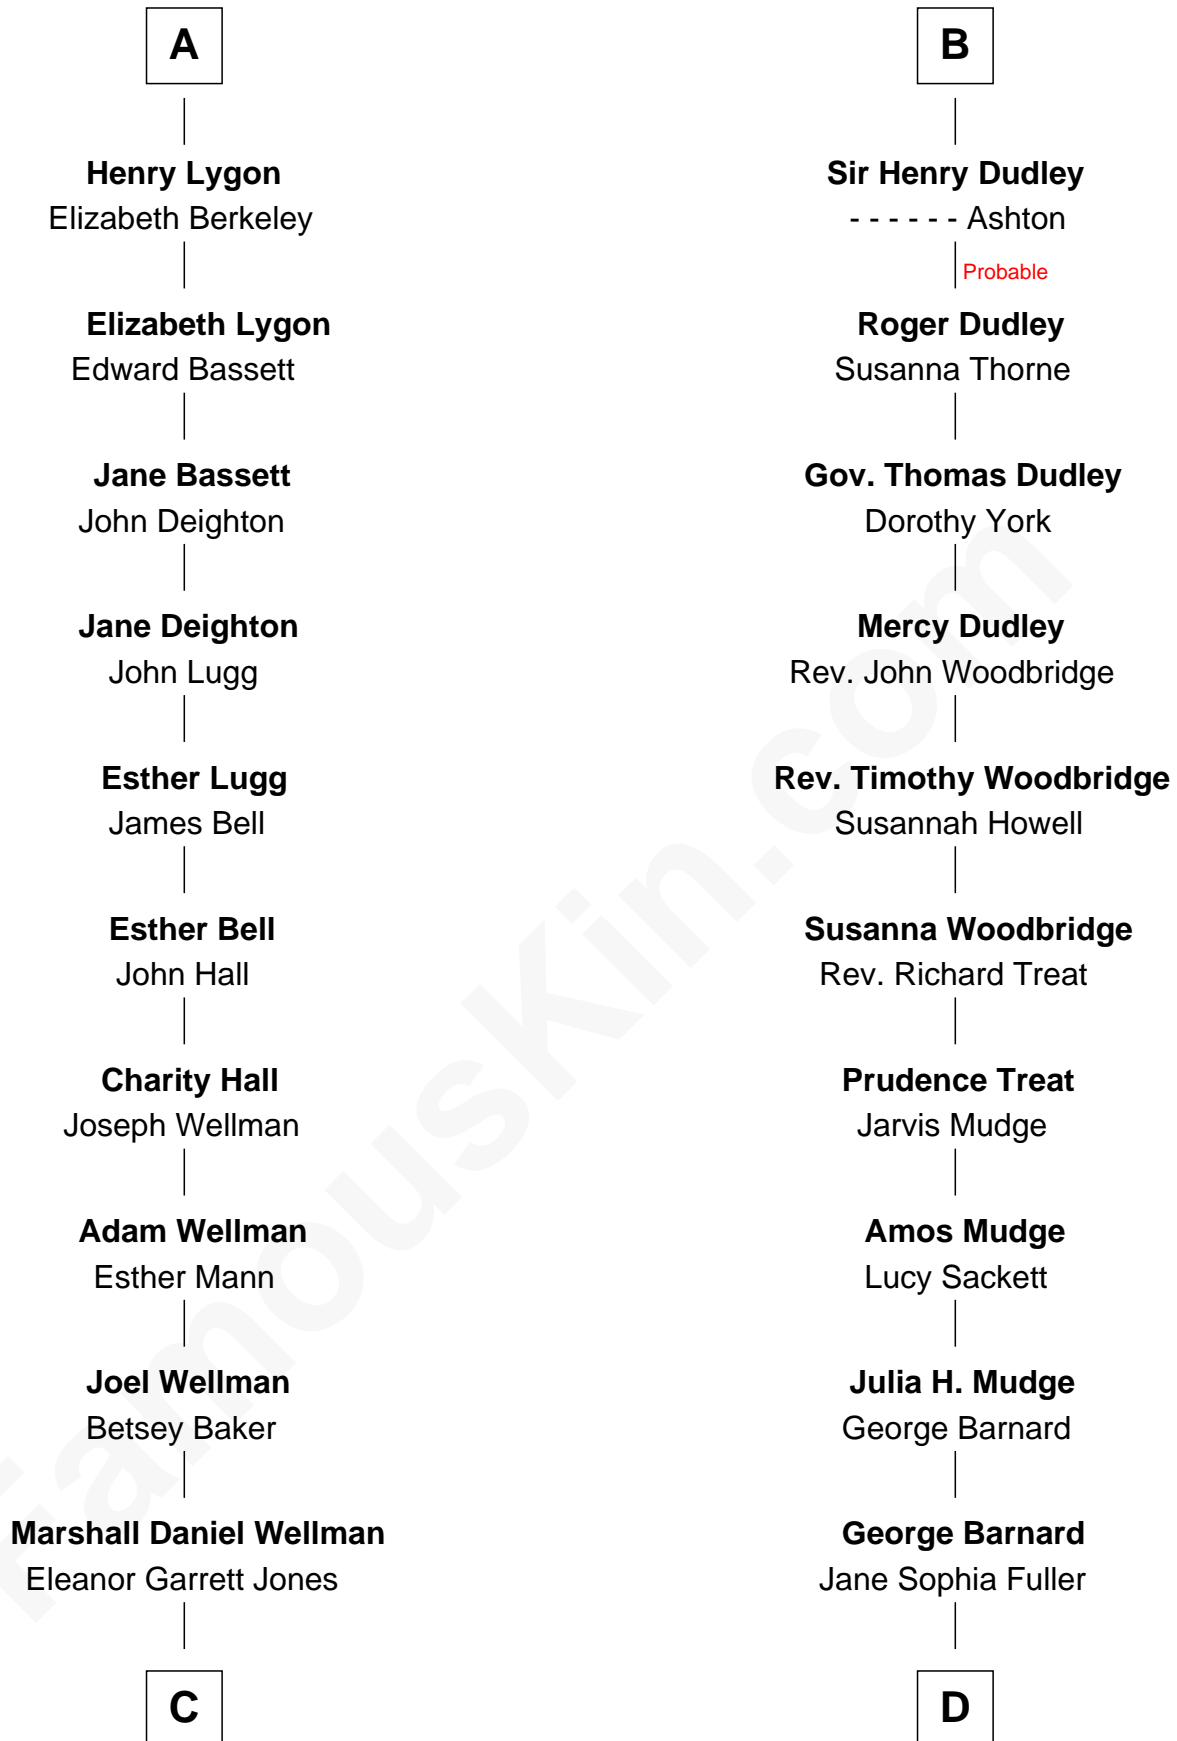 A
Henry Lygon
Elizabeth Berkeley
Elizabeth Lygon
Edward Bassett
Jane Bassett
John Deighton
Jane Deighton
John Lugg
Esther Lugg
James Bell
Esther Bell
John Hall
Charity Hall
Joseph Wellman
Adam Wellman
Esther Mann
Joel Wellman
Betsey Baker
Marshall Daniel Wellman
Eleanor Garrett Jones
C
B
Sir Henry Dudley
- - - - - - Ashton
Probable
Roger Dudley
Susanna Thorne
Gov. Thomas Dudley
Dorothy York
Mercy Dudley
Rev. John Woodbridge
Rev. Timothy Woodbridge
Susannah Howell
Susanna Woodbridge
Rev. Richard Treat
Prudence Treat
Jarvis Mudge
Amos Mudge
Lucy Sackett
Julia H. Mudge
George Barnard
George Barnard
Jane Sophia Fuller
D
FamousKin.com